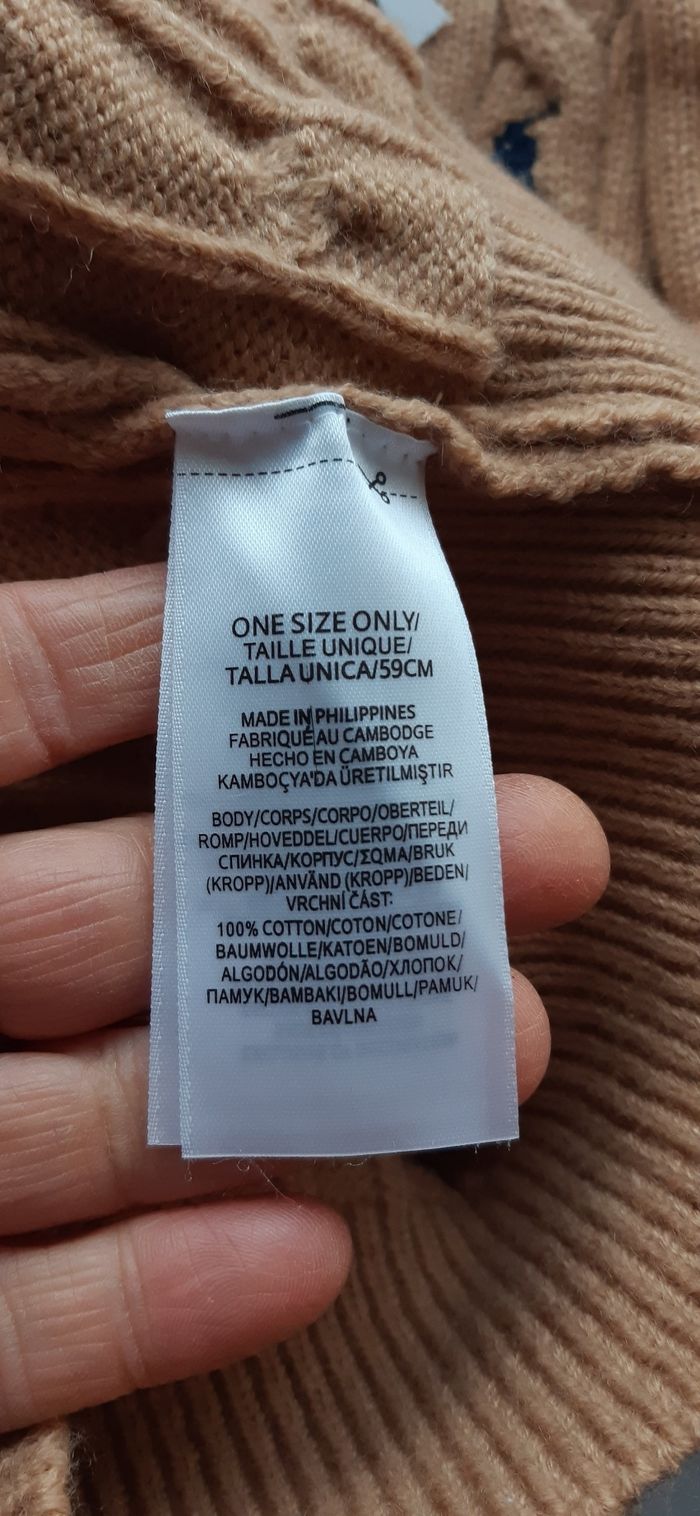 ONE SIZE ONLY/
TAILLE UNIQUE/
TALLA UNICA/59CM
MADE IN PHILIPPINES
FABRIQUÉ AU CAMBODGE
HECHO EN CAMBOYA
KAMBOÇYA'DA ÜRETILMIŞTIR
BODY/CORPS/CORPO/OBERTEIL/
ROMP/HOVEDDEL/CUERPO/ПЕРЕДИ
СПИНКА/КОРПУС/ΣΩΜΑ/BRUK
(KROPP)/ANVÄND (KROPP)/BEDEN/
VRCHNÍ ČÁST:
100% COTTON/COTON/COTONE/
BAUMWOLLE/KATOEN/BOMULD/
ALGODÓN/ALGODÃO/ХЛОПОК/
ПАМУК/BAMBAKI/BOMULL/PAMUK/
BAVLNA